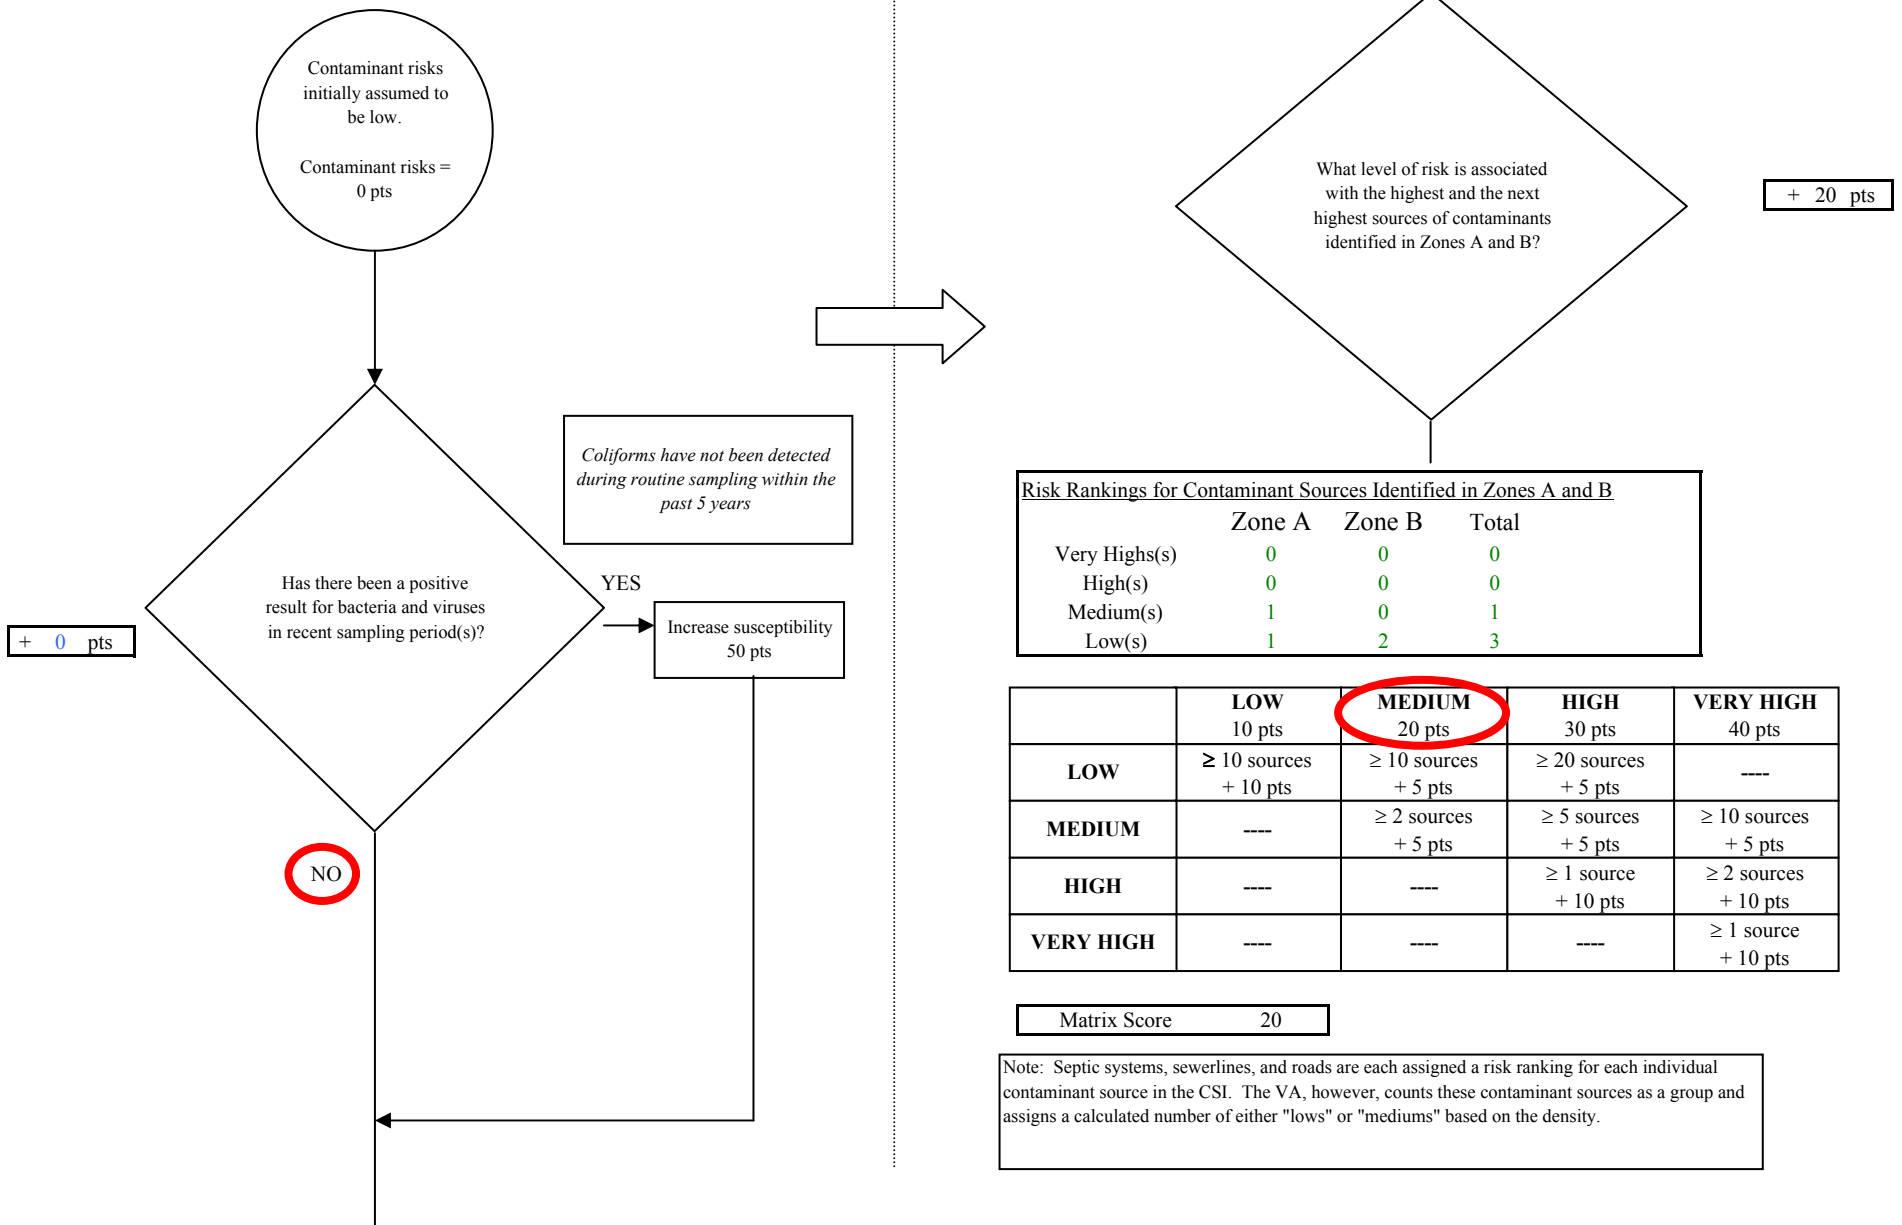 Contaminant risks
initially assumed to
be low.
Contaminant risks =
0 pts
Coliforms have not been detected
during routine sampling within the
past 5 years
Has there been a positive
result for bacteria and viruses
in recent sampling period(s)?
YES
Increase susceptibility
50 pts
+ 0 pts
NO
What level of risk is associated
with the highest and the next
highest sources of contaminants
identified in Zones A and B?
+ 20 pts
Risk Rankings for Contaminant Sources Identified in Zones A and B
Zone A Zone B Total
Very Highs(s) 0 0 0
High(s) 0 0 0
Medium(s) 1 0 1
Low(s) 1 2 3
LOW MEDIUM HIGH VERY HIGH
10 pts 20 pts 30 pts 40 pts
LOW ≥ 10 sources ≥ 10 sources ≥ 20 sources ----
+ 10 pts + 5 pts + 5 pts
MEDIUM ---- ≥ 2 sources ≥ 5 sources ≥ 10 sources
+ 5 pts + 5 pts + 5 pts
HIGH ---- ---- ≥ 1 source ≥ 2 sources
+ 10 pts + 10 pts
VERY HIGH ---- ---- ---- ≥ 1 source
+ 10 pts
Matrix Score 20
Note: Septic systems, sewerlines, and roads are each assigned a risk ranking for each individual
contaminant source in the CSI. The VA, however, counts these contaminant sources as a group and
assigns a calculated number of either "lows" or "mediums" based on the density.